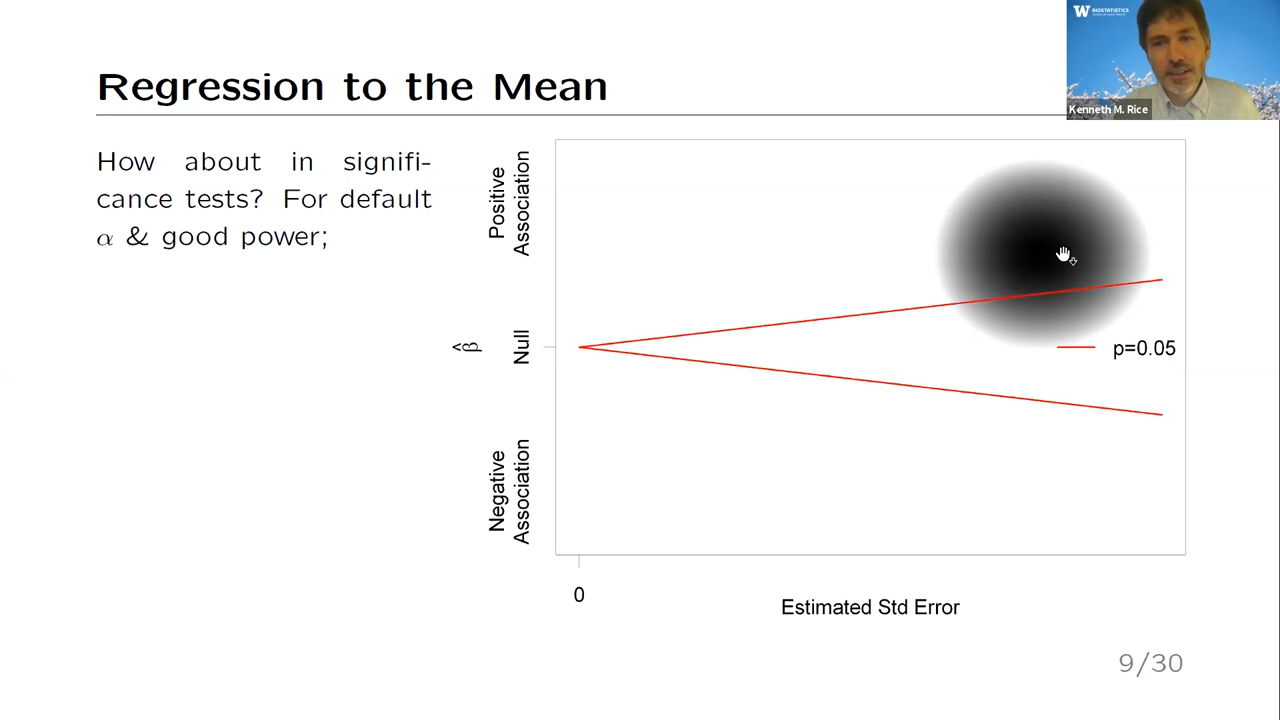 W BIOSTATISTICS
Kenneth M. Rice
Regression to the Mean
How about in signifi-
cance tests? For default
α & good power;
Positive
Association
Null
Negative
Association
β̂
p=0.05
0
Estimated Std Error
9/30